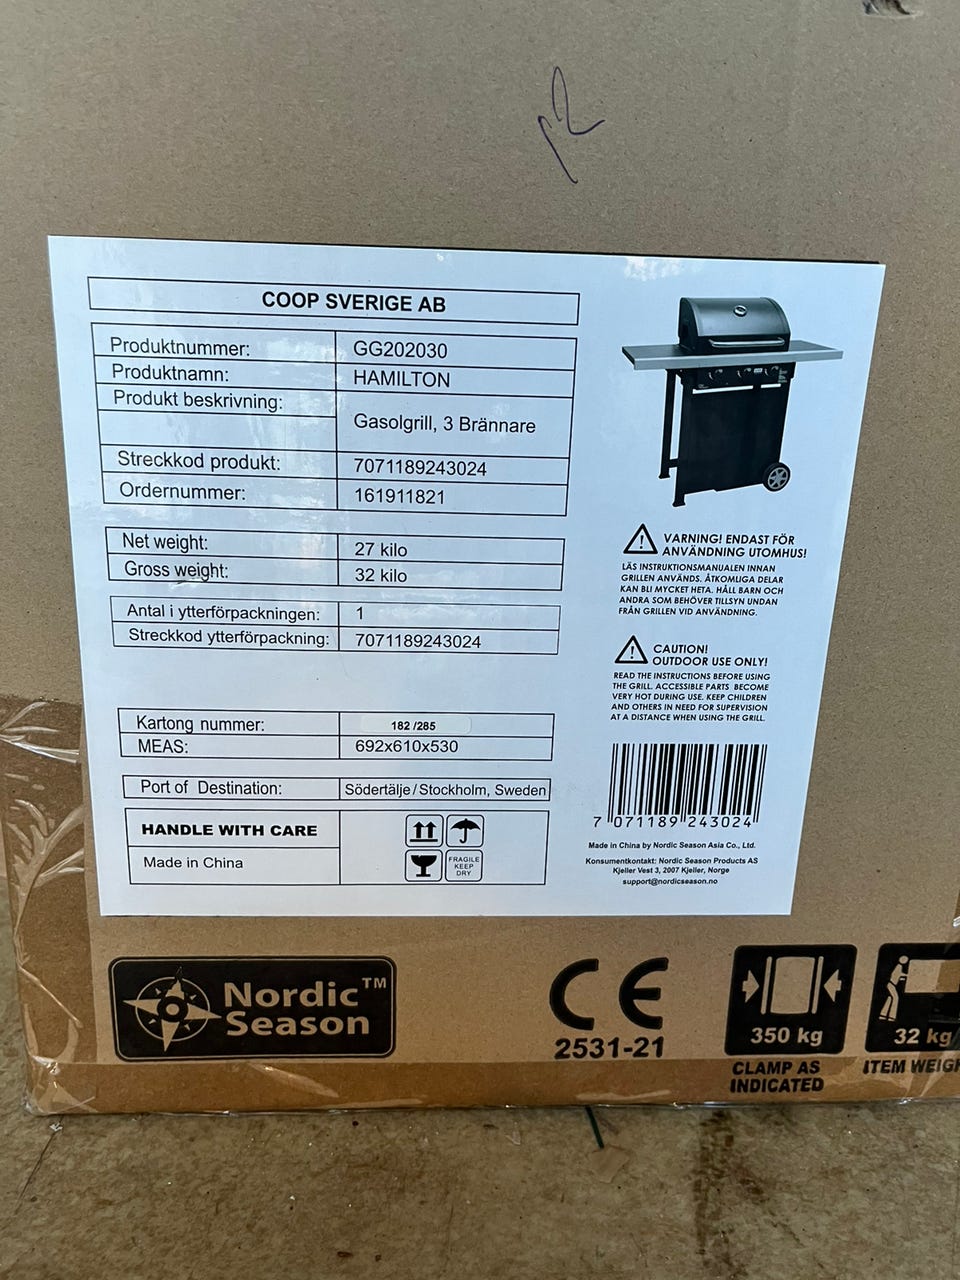 12
COOP SVERIGE AB
Produktnummer: GG202030
Produktnamn: HAMILTON
Produkt beskrivning:
Gasolgrill, 3 Brännare
Streckkod produkt: 7071189243024
Ordernummer: 161911821
Net weight: 27 kilo
Gross weight: 32 kilo
Antal i ytterförpackningen: 1
Streckkod ytterförpackning: 7071189243024
Kartong nummer: 182 /285
MEAS: 692x610x530
Port of Destination: Södertälje/Stockholm, Sweden
HANDLE WITH CARE
Made in China
FRAGILE
KEEP
DRY
VARNING! ENDAST FÖR
ANVÄNDNING UTOMHUS!
LÄS INSTRUKTIONSMANUALEN INNAN
GRILLEN ANVÄNDS. ÅTKOMLIGA DELAR
KAN BLI MYCKET HETA. HÅLL BARN OCH
ANDRA SOM BEHÖVER TILLSYN UNDAN
FRÅN GRILLEN VID ANVÄNDNING.
CAUTION!
OUTDOOR USE ONLY!
READ THE INSTRUCTIONS BEFORE USING
THE GRILL. ACCESSIBLE PARTS BECOME
VERY HOT DURING USE. KEEP CHILDREN
AND OTHERS IN NEED FOR SUPERVISION
AT A DISTANCE WHEN USING THE GRILL.
7 071189 243024
Made in China by Nordic Season Asia Co., Ltd.
Konsumentkontakt: Nordic Season Products AS
Kjeller Vest 3, 2007 Kjeller, Norge
support@nordicseason.no
Nordic™
Season
CE
2531-21
350 kg
CLAMP AS
INDICATED
32 kg
ITEM WEIGH